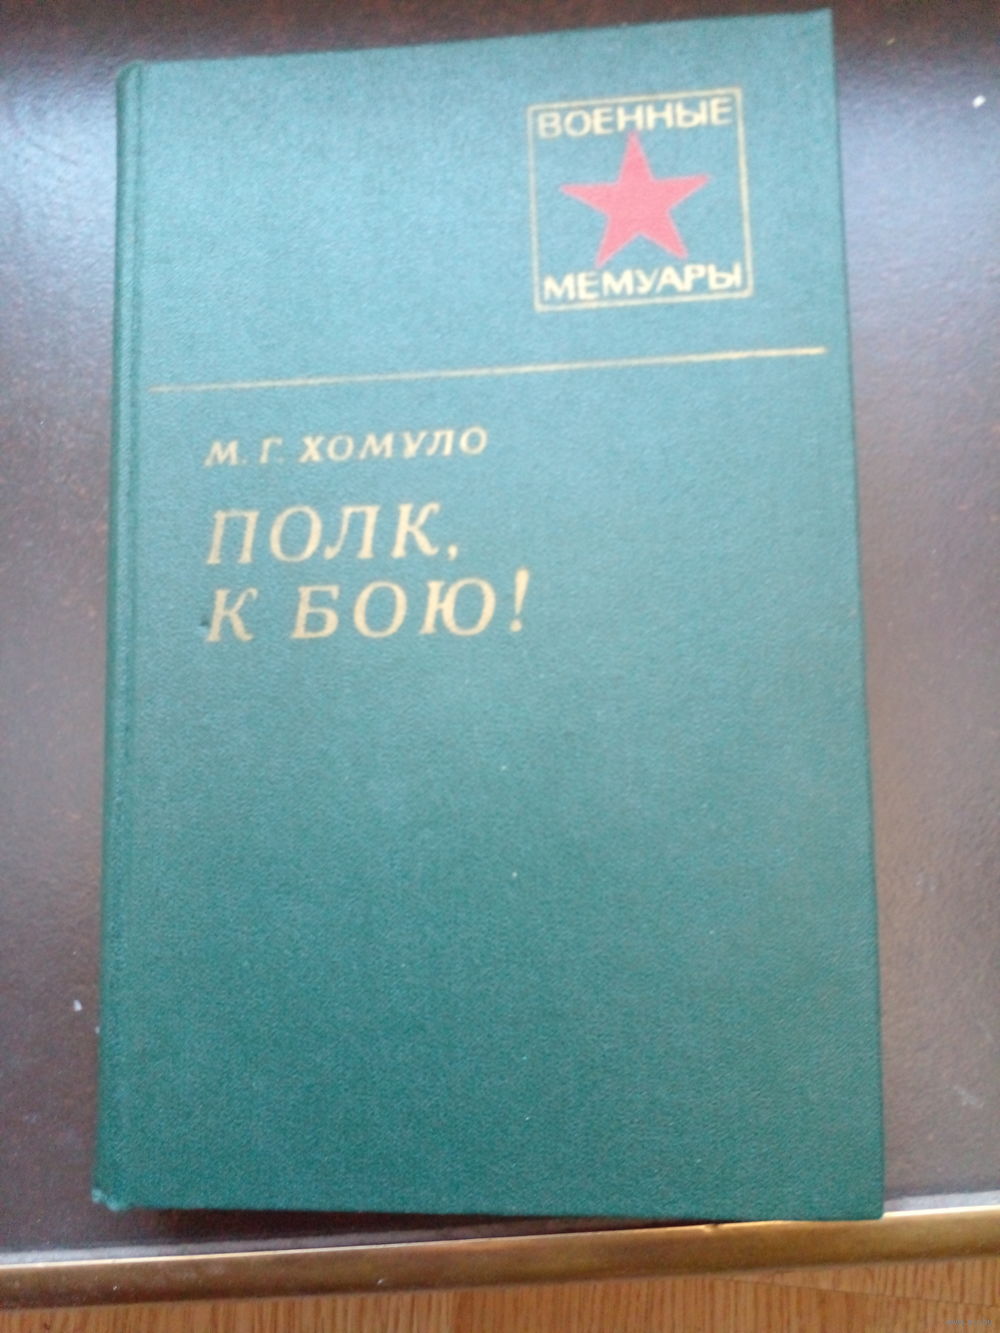 ВОЕННЫЕ
МЕМУАРЫ
М. Г. ХОМУЛО
ПОЛК,
К БОЮ!